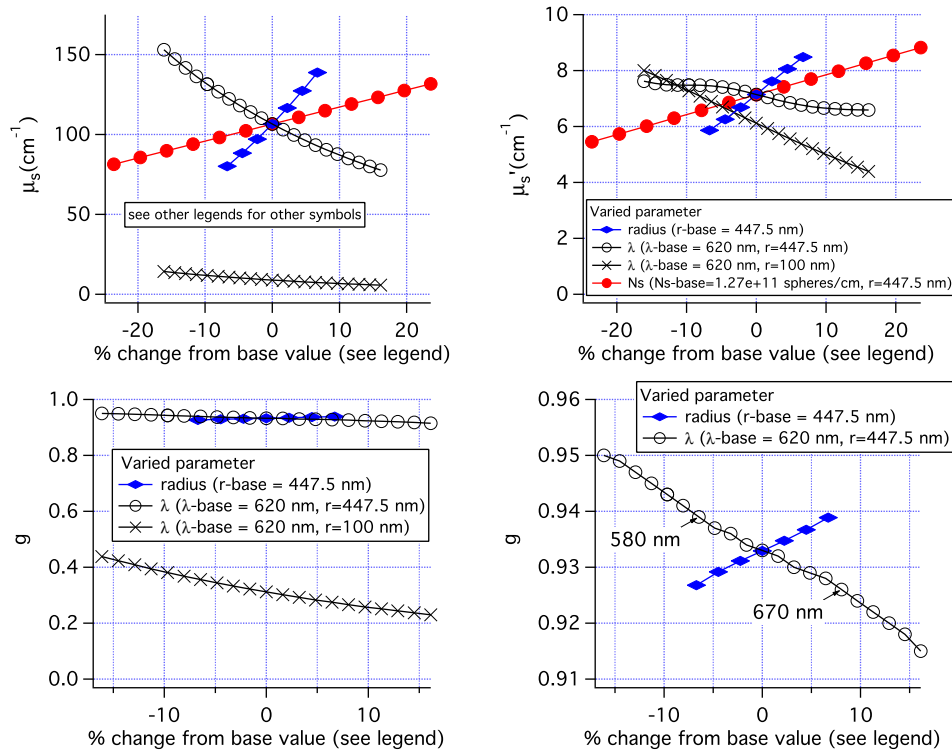 150
100
50
0
μs(cm⁻¹)
see other legends for other symbols
-20 -10 0 10 20
% change from base value (see legend)
10
8
6
4
2
0
μs'(cm⁻¹)
Varied parameter
radius (r-base = 447.5 nm)
λ (λ-base = 620 nm, r=447.5 nm)
λ (λ-base = 620 nm, r=100 nm)
Ns (Ns-base=1.27e+11 spheres/cm, r=447.5 nm)
-20 -10 0 10 20
% change from base value (see legend)
1.0
0.8
0.6
0.4
0.2
0.0
g
Varied parameter
radius (r-base = 447.5 nm)
λ (λ-base = 620 nm, r=447.5 nm)
λ (λ-base = 620 nm, r=100 nm)
-10 0 10
% change from base value (see legend)
0.96
0.95
0.94
0.93
0.92
0.91
g
Varied parameter
radius (r-base = 447.5 nm)
λ (λ-base = 620 nm, r=447.5 nm)
580 nm
670 nm
-10 0 10
% change from base value (see legend)